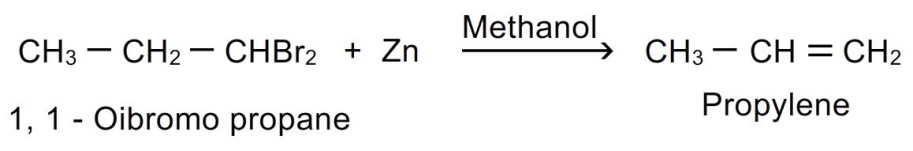 CH₃ — CH₂ — CHBr₂ + Zn Methanol ⟶ CH₃ — CH = CH₂
1, 1 - Oibromo propane Propylene